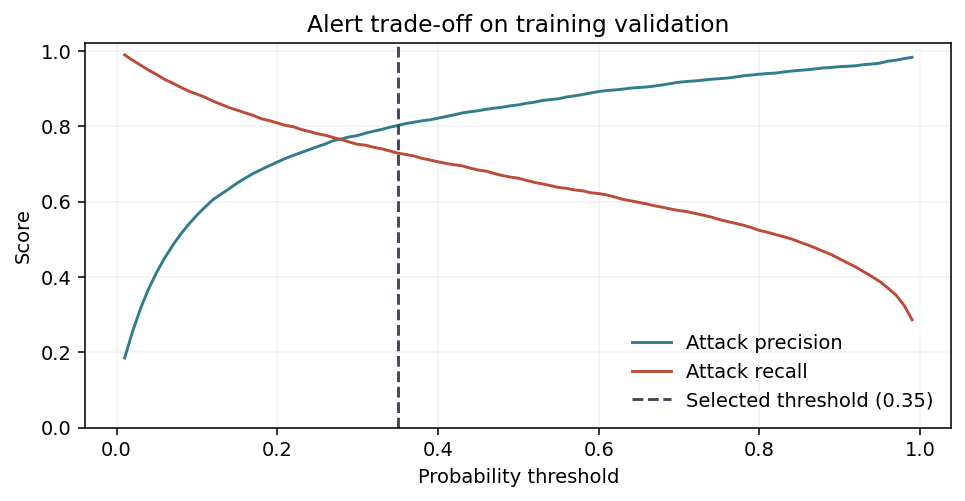 Alert trade-off on training validation
1.0
0.8
0.6
0.4
0.2
0.0
Score
Attack precision
Attack recall
Selected threshold (0.35)
0.0 0.2 0.4 0.6 0.8 1.0
Probability threshold